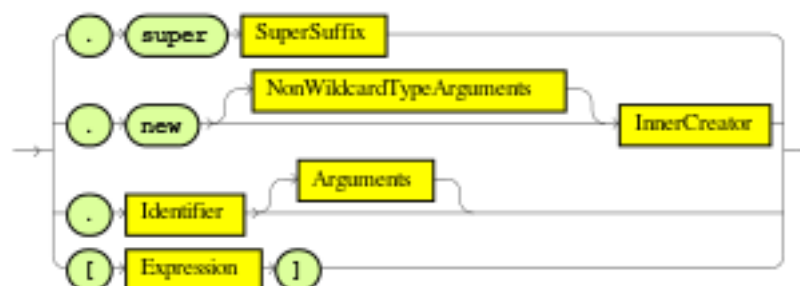 . super SuperSuffix
NonWildcardTypeArguments
. new InnerCreator
Arguments
. Identifier
[ Expression ]